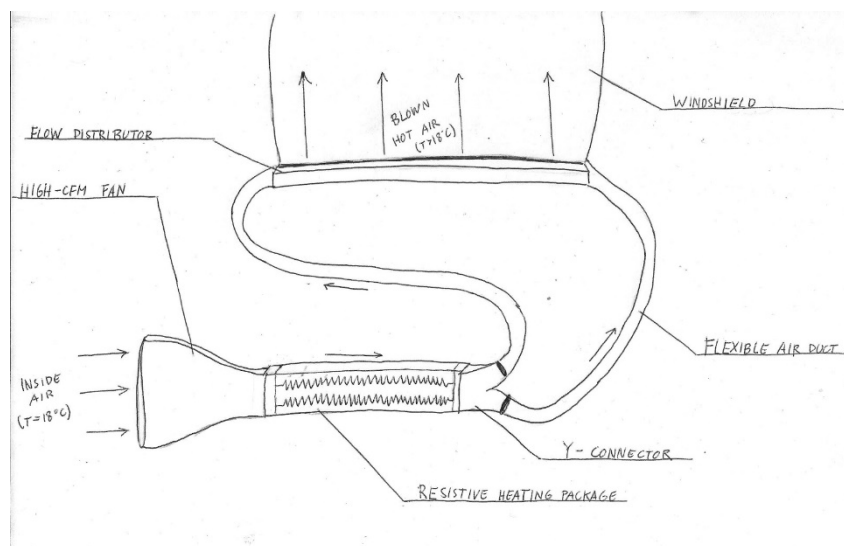 WINDSHIELD
BLOWN
HOT AIR
(T>18°C)
FLOW DISTRIBUTOR
HIGH-CFM FAN
FLEXIBLE AIR DUCT
INSIDE
AIR
(T=18°C)
Y-CONNECTOR
RESISTIVE HEATING PACKAGE